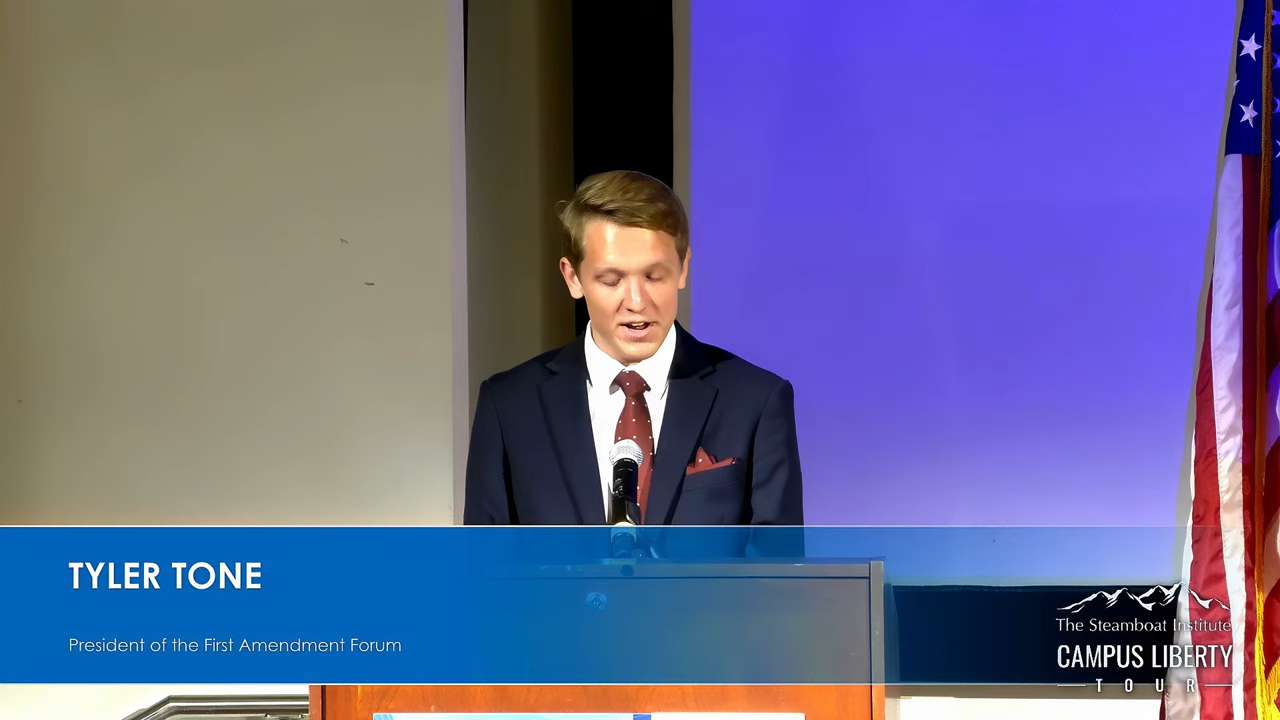 TYLER TONE
President of the First Amendment Forum
The Steamboat Institute
CAMPUS LIBERTY
TOUR